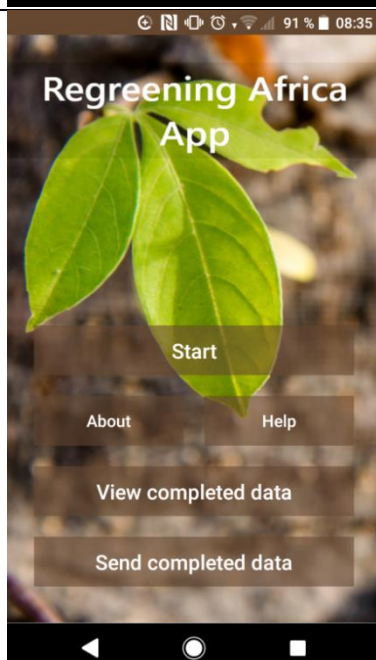 91 % 08:35
Regreening Africa
App
Start
About Help
View completed data
Send completed data